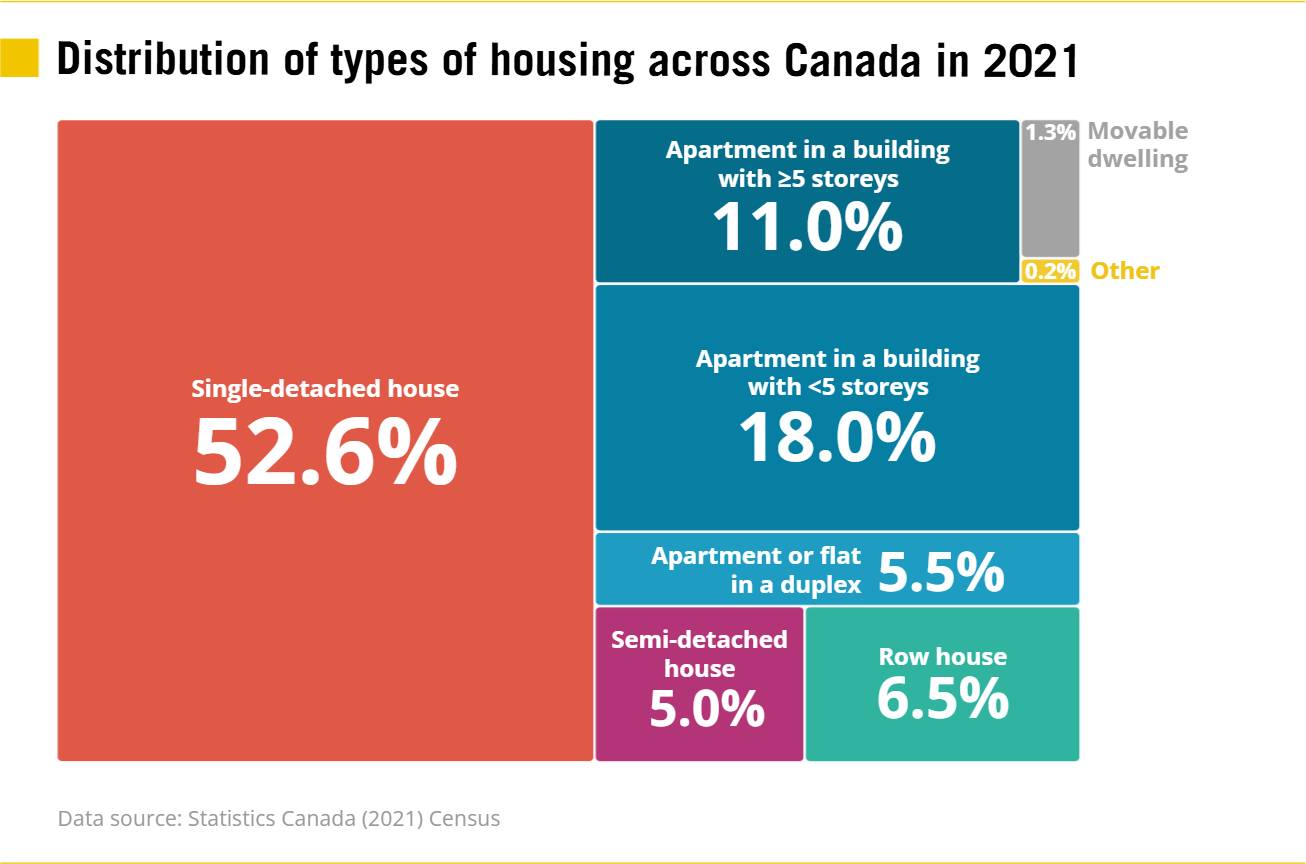 Distribution of types of housing across Canada in 2021
Single-detached house
52.6%
Apartment in a building
with ≥5 storeys
11.0%
1.3%
Movable
dwelling
0.2%
Other
Apartment in a building
with <5 storeys
18.0%
Apartment or flat
in a duplex
5.5%
Semi-detached
house
5.0%
Row house
6.5%
Data source: Statistics Canada (2021) Census